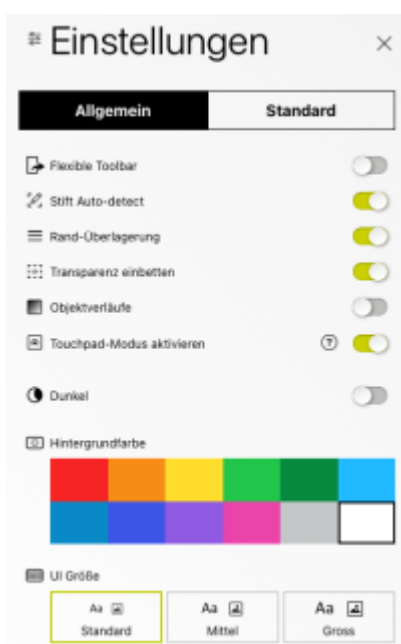 Einstellungen
Allgemein Standard
Flexible Toolbar
Stift Auto-detect
Rand-Überlagerung
Transparenz einbetten
Objektverläufe
Touchpad-Modus aktivieren ?
Dunkel
Hintergrundfarbe
UI Größe
Aa Aa Aa
Standard Mittel Gross